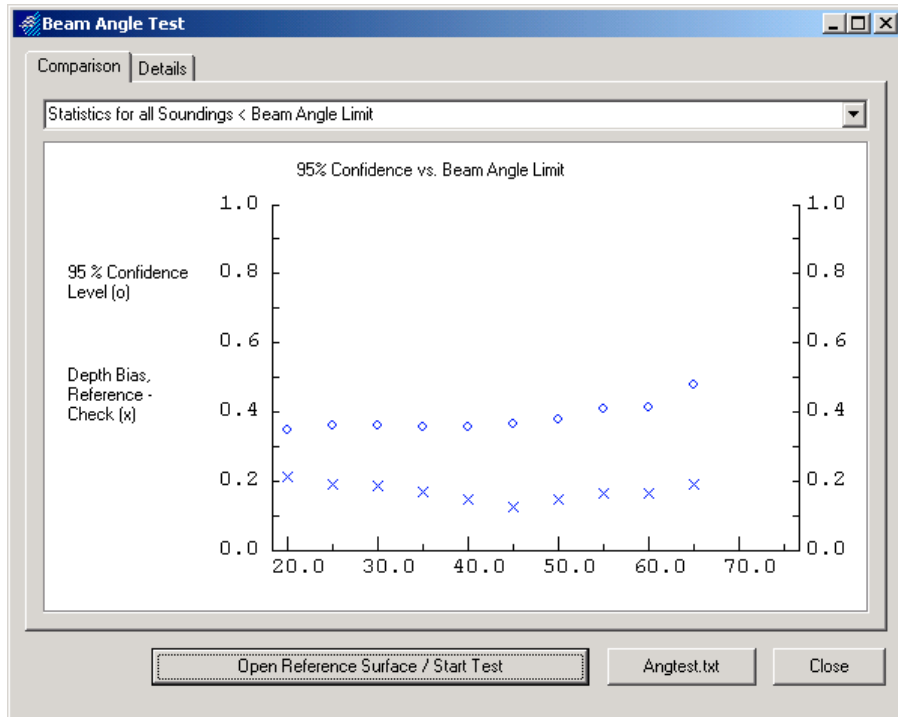 Beam Angle Test
Comparison
Details
Statistics for all Soundings < Beam Angle Limit
95% Confidence vs. Beam Angle Limit
1.0
1.0
95 % Confidence
Level (o)
0.8
0.8
0.6
0.6
Depth Bias,
Reference -
Check (x)
0.4
0.4
0.2
0.2
0.0
0.0
20.0 30.0 40.0 50.0 60.0 70.0
Open Reference Surface / Start Test
Angtest.txt
Close